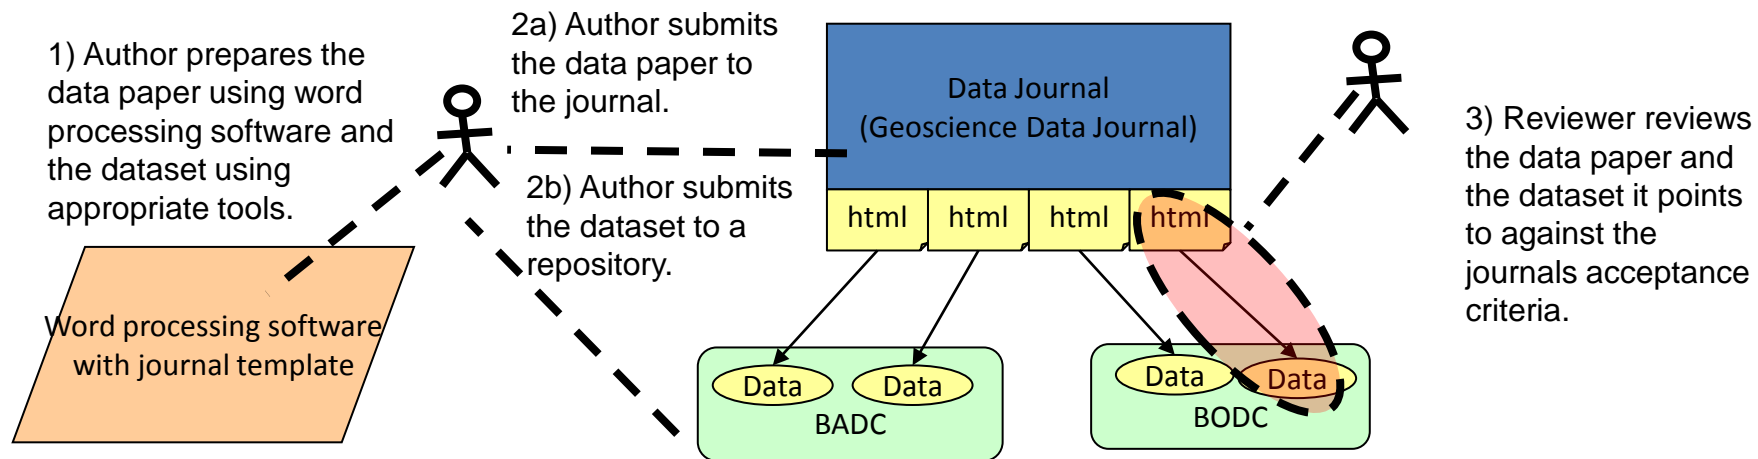 1) Author prepares the
data paper using word
processing software and
the dataset using
appropriate tools.
2a) Author submits
the data paper to
the journal.
2b) Author submits
the dataset to a
repository.
Data Journal
(Geoscience Data Journal)
html
html
html
html
3) Reviewer reviews
the data paper and
the dataset it points
to against the
journals acceptance
criteria.
Word processing software
with journal template
Data
Data
BADC
Data
Data
BODC